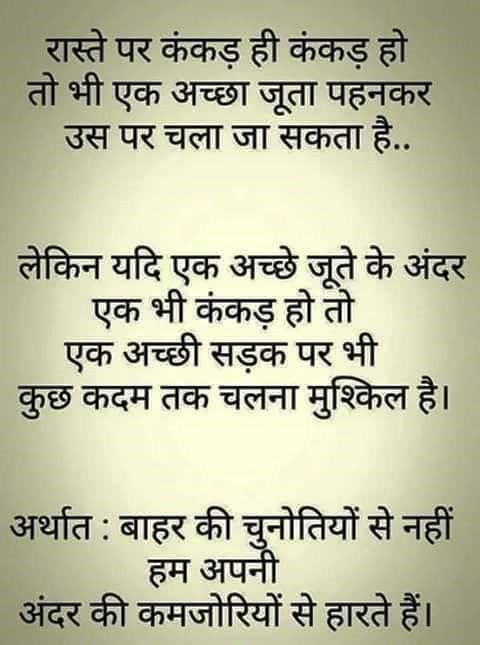 रास्ते पर कंकड़ ही कंकड़ हो
तो भी एक अच्छा जूता पहनकर
उस पर चला जा सकता है..
लेकिन यदि एक अच्छे जूते के अंदर
एक भी कंकड़ हो तो
एक अच्छी सड़क पर भी
कुछ कदम तक चलना मुश्किल है।
अर्थात : बाहर की चुनोतियों से नहीं
हम अपनी
अंदर की कमजोरियों से हारते हैं।